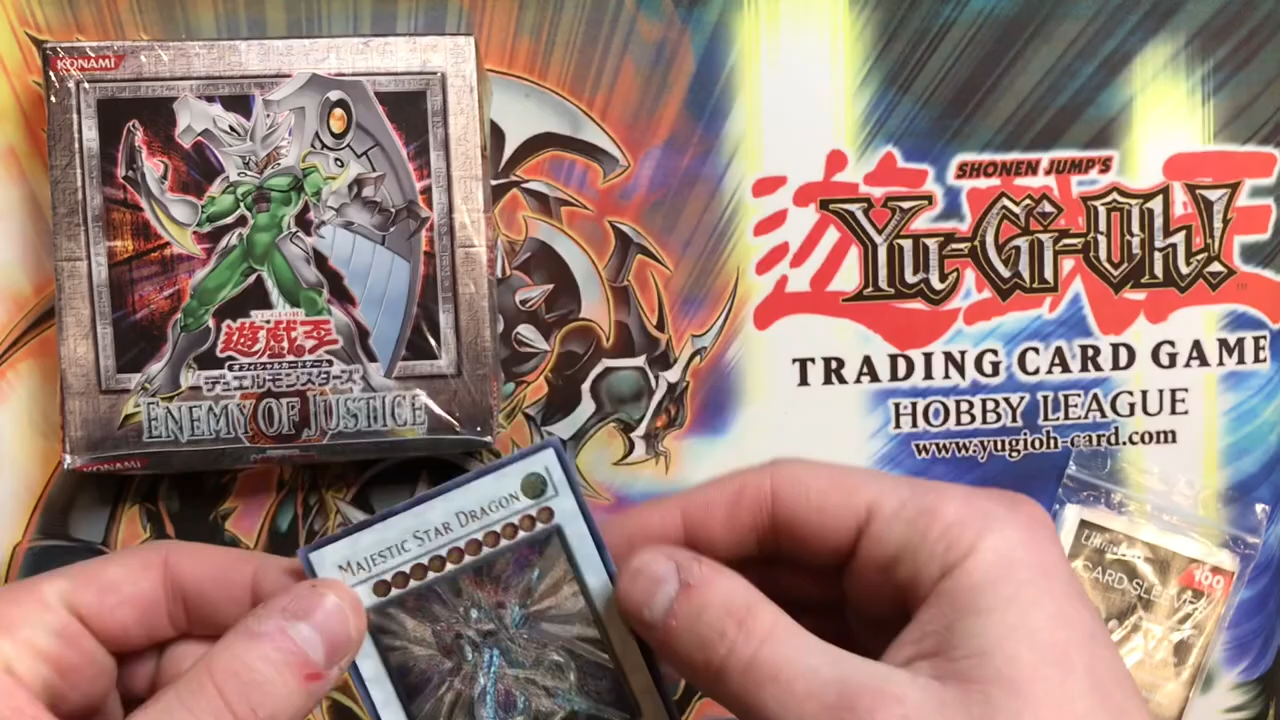 KONAMI
YU-GI-OH!
遊戯王
オフィシャルカードゲーム
デュエルモンスターズ
ENEMY OF JUSTICE
KONAMI
SHONEN JUMP'S
Yu-Gi-Oh!
TM
TRADING CARD GAME
HOBBY LEAGUE
www.yugioh-card.com
MAJESTIC STAR DRAGON
100
CARD SLEEVES